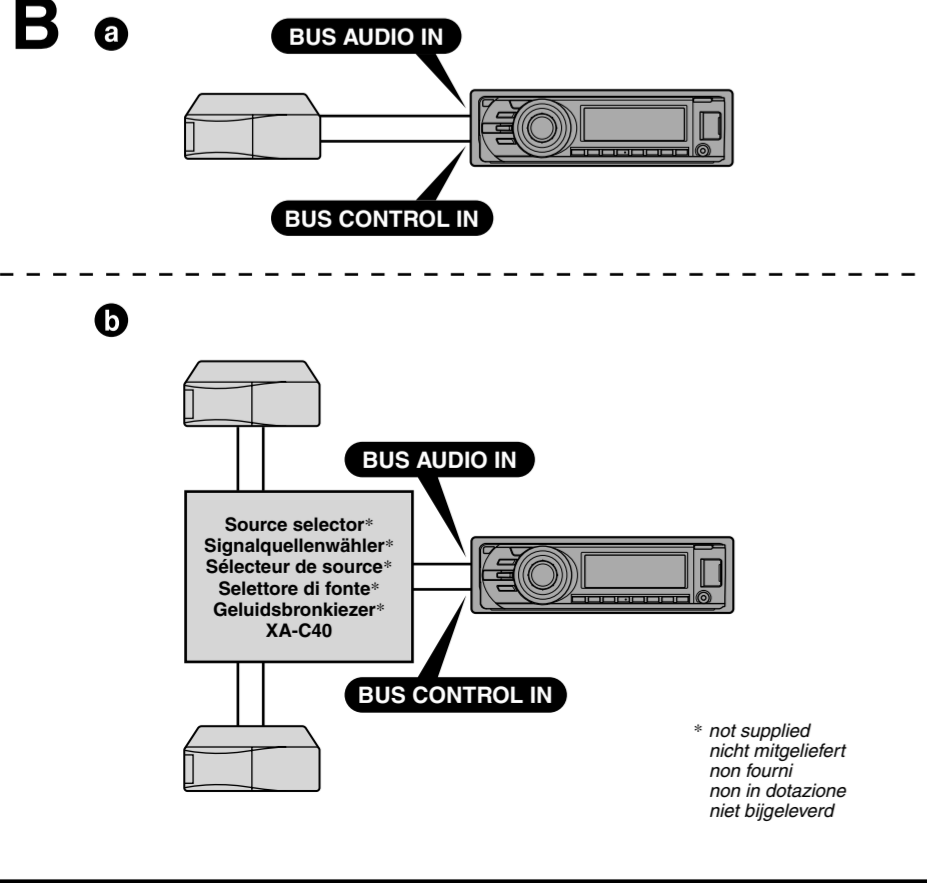 B a
BUS AUDIO IN
BUS CONTROL IN
b
BUS AUDIO IN
Source selector*
Signalquellenwähler*
Sélecteur de source*
Selettore di fonte*
Geluidsbronkiezer*
XA-C40
BUS CONTROL IN
* not supplied
nicht mitgeliefert
non fourni
non in dotazione
niet bijgeleverd